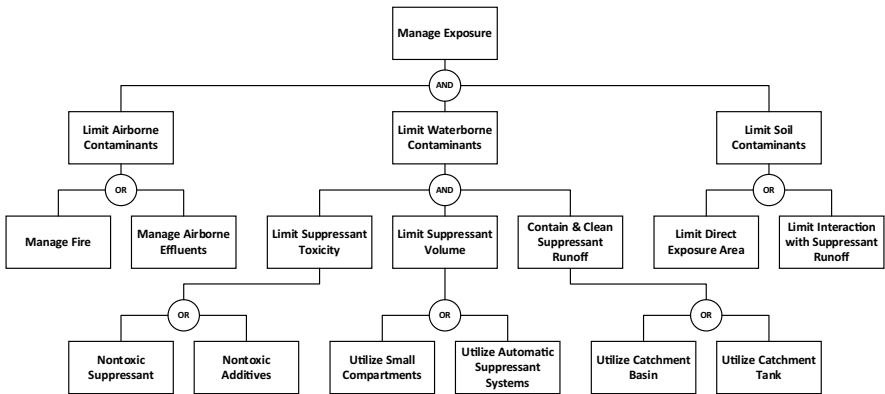 Manage Exposure
AND
Limit Airborne
Contaminants
Limit Waterborne
Contaminants
Limit Soil
Contaminants
OR
AND
OR
Manage Fire
Manage Airborne
Effluents
Limit Suppressant
Toxicity
Limit Suppressant
Volume
Contain & Clean
Suppressant
Runoff
Limit Direct
Exposure Area
Limit Interaction
with Suppressant
Runoff
OR
OR
OR
Nontoxic
Suppressant
Nontoxic
Additives
Utilize Small
Compartments
Utilize Automatic
Suppressant
Systems
Utilize Catchment
Basin
Utilize Catchment
Tank